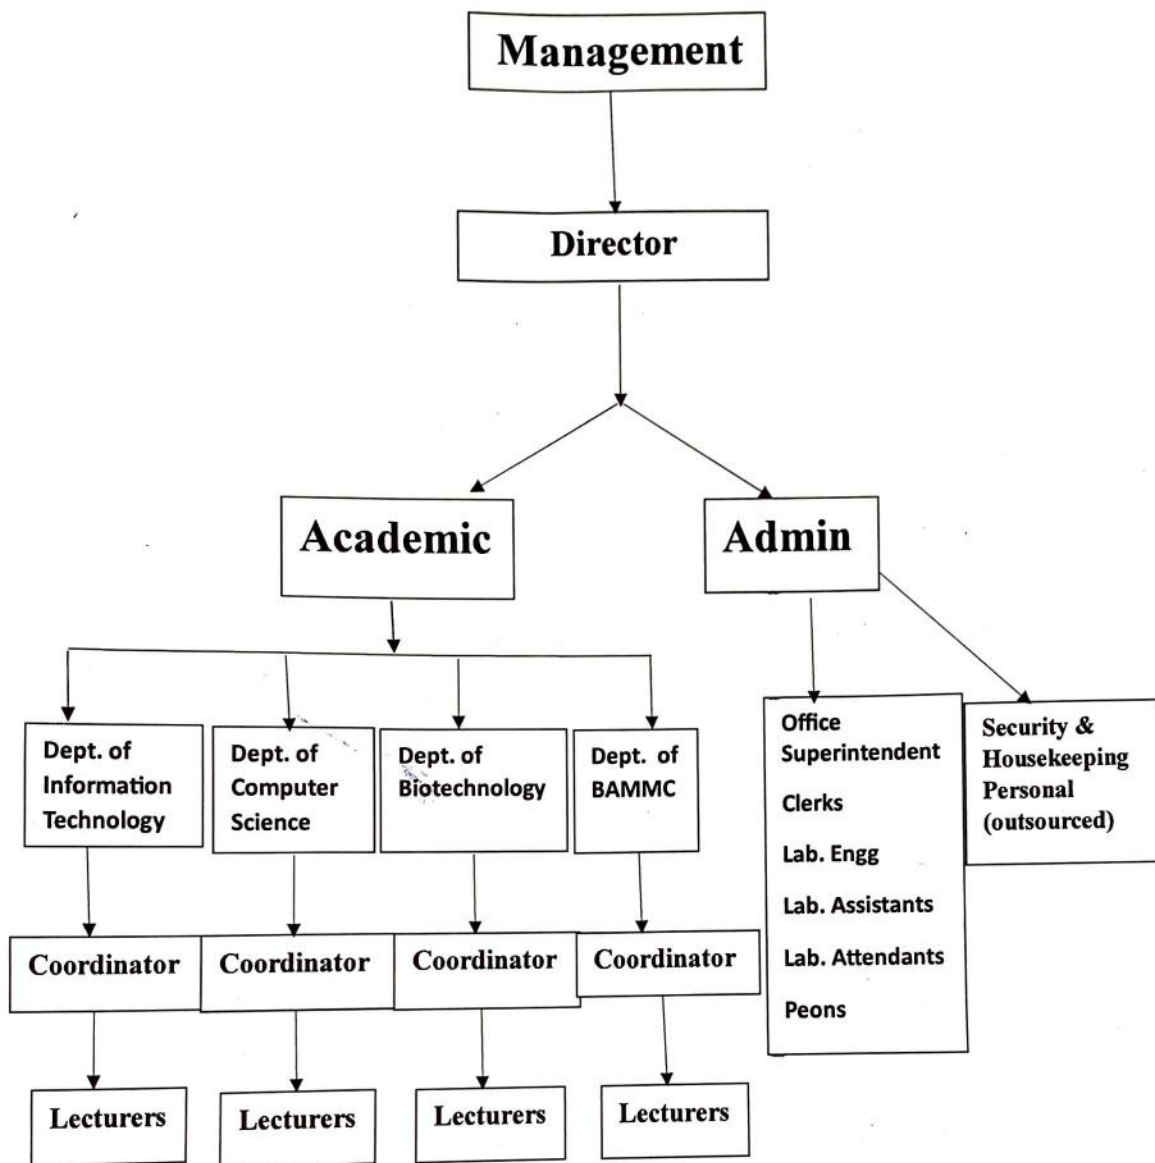 Management
Director
Academic
Admin
Dept. of
Information
Technology
Dept. of
Computer
Science
Dept. of
Biotechnology
Dept. of
BAMMC
Office
Superintendent
Clerks
Lab. Engg
Lab. Assistants
Lab. Attendants
Peons
Security &
Housekeeping
Personal
(outsourced)
Coordinator
Coordinator
Coordinator
Coordinator
Lecturers
Lecturers
Lecturers
Lecturers